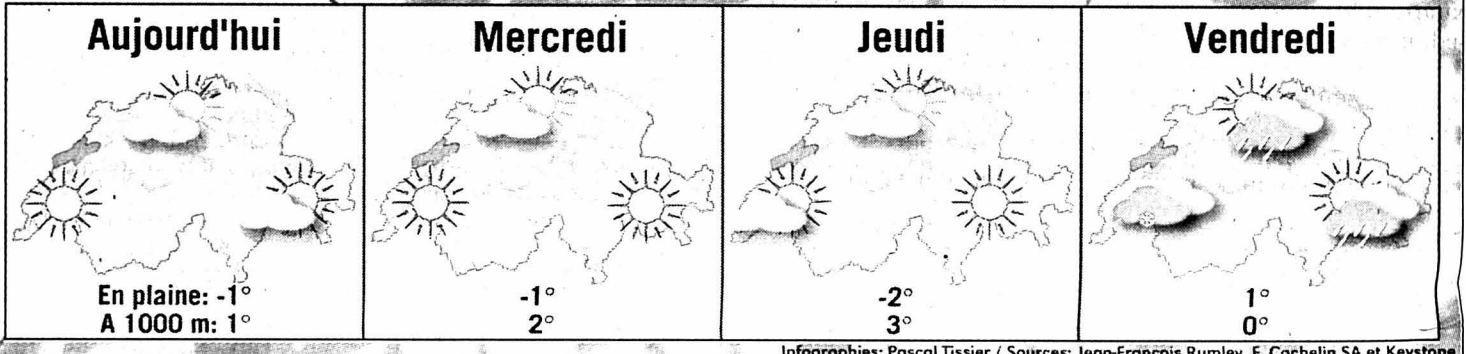 Aujourd'hui
En plaine: -1°
A 1000 m: 1°
Mercredi
-1°
2°
Jeudi
-2°
3°
Vendredi
1°
0°
Infographies: Pascal Tissier / Sources: Jean-François Rumley, F. Cachelin SA et Keystone